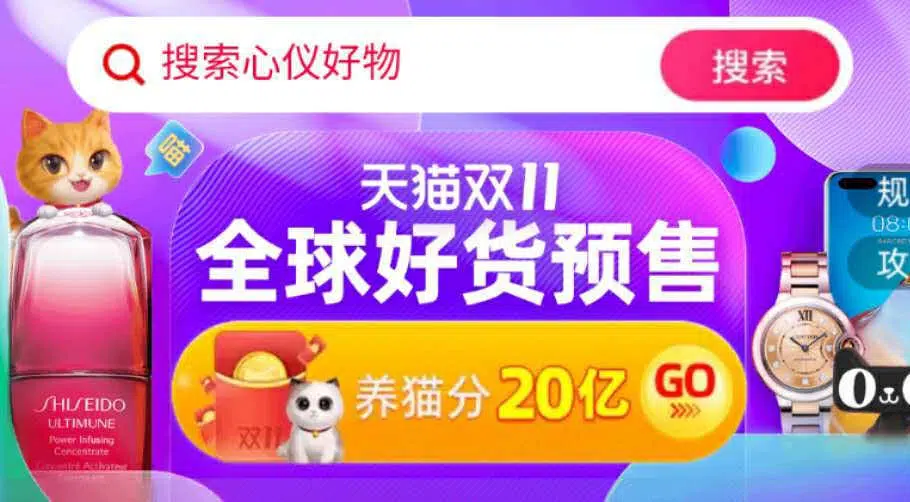 搜索心仪好物
搜索
喵
天猫双11
全球好货预售
养猫分20亿
GO
双11
SHISEIDO
ULTIMUNE
Power Infusing
Concentrate
Concentré Activateur
规
08:0
攻
XII